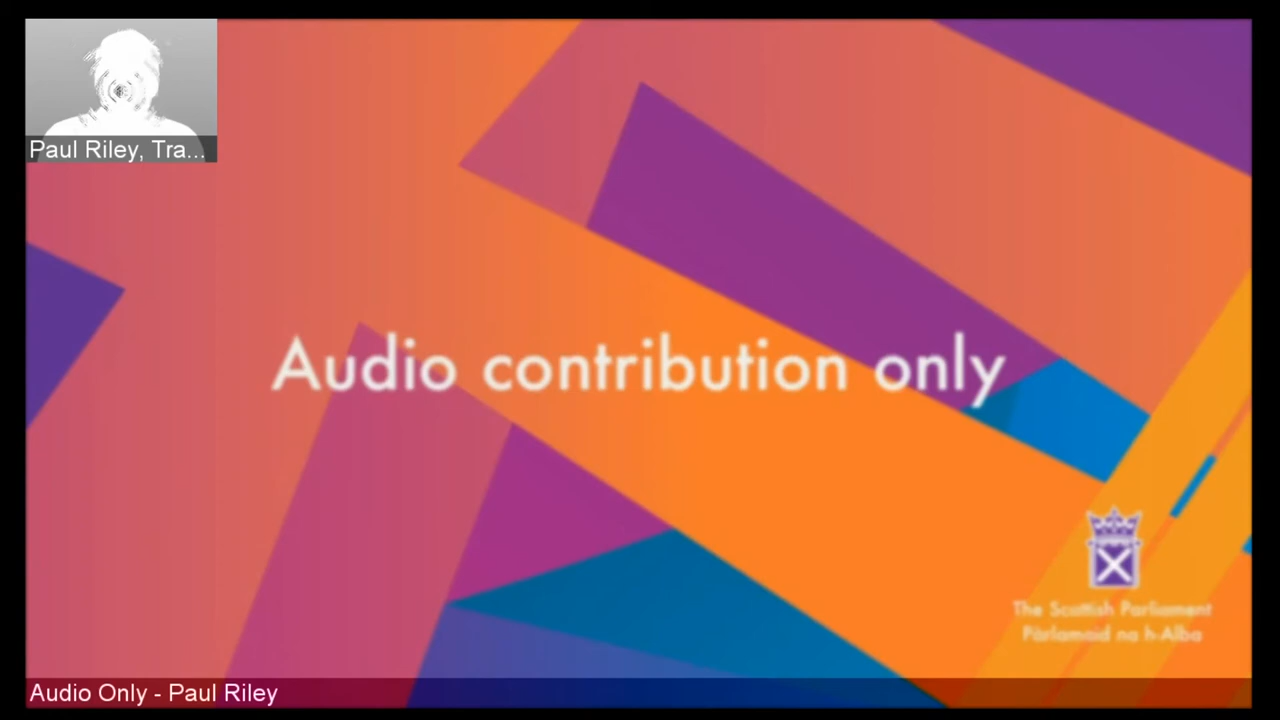 Paul Riley, Tra...
Audio contribution only
The Scottish Parliament
Pàrlamaid na h-Alba
Audio Only - Paul Riley